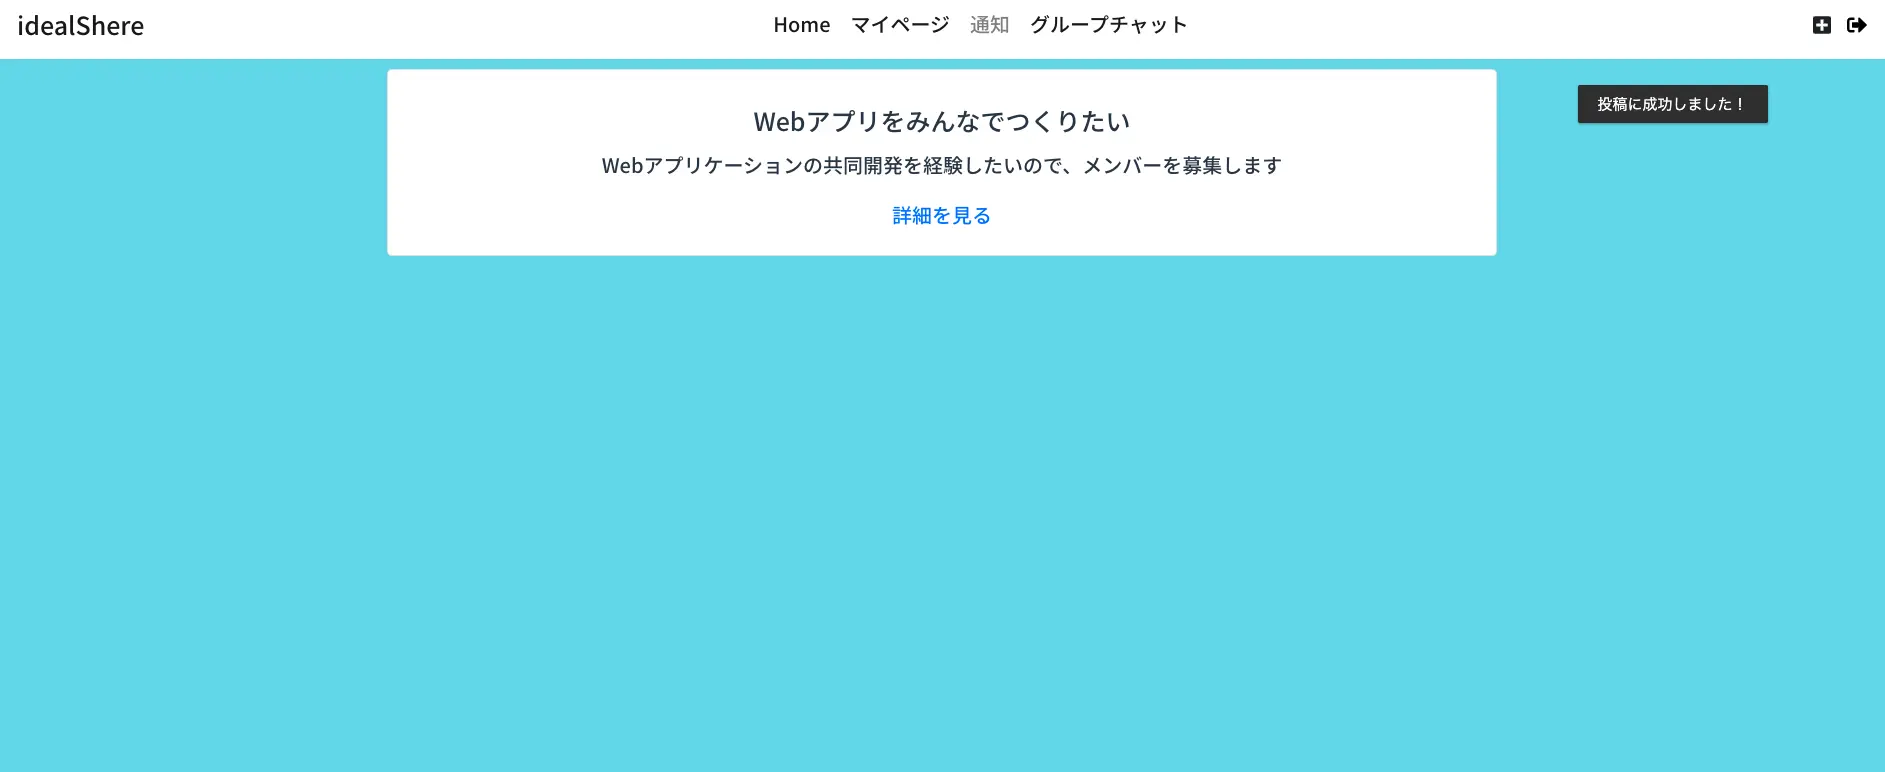 idealShere
Home マイページ 通知 グループチャット
投稿に成功しました！
Webアプリをみんなでつくりたい
Webアプリケーションの共同開発を経験したいので、メンバーを募集します
詳細を見る